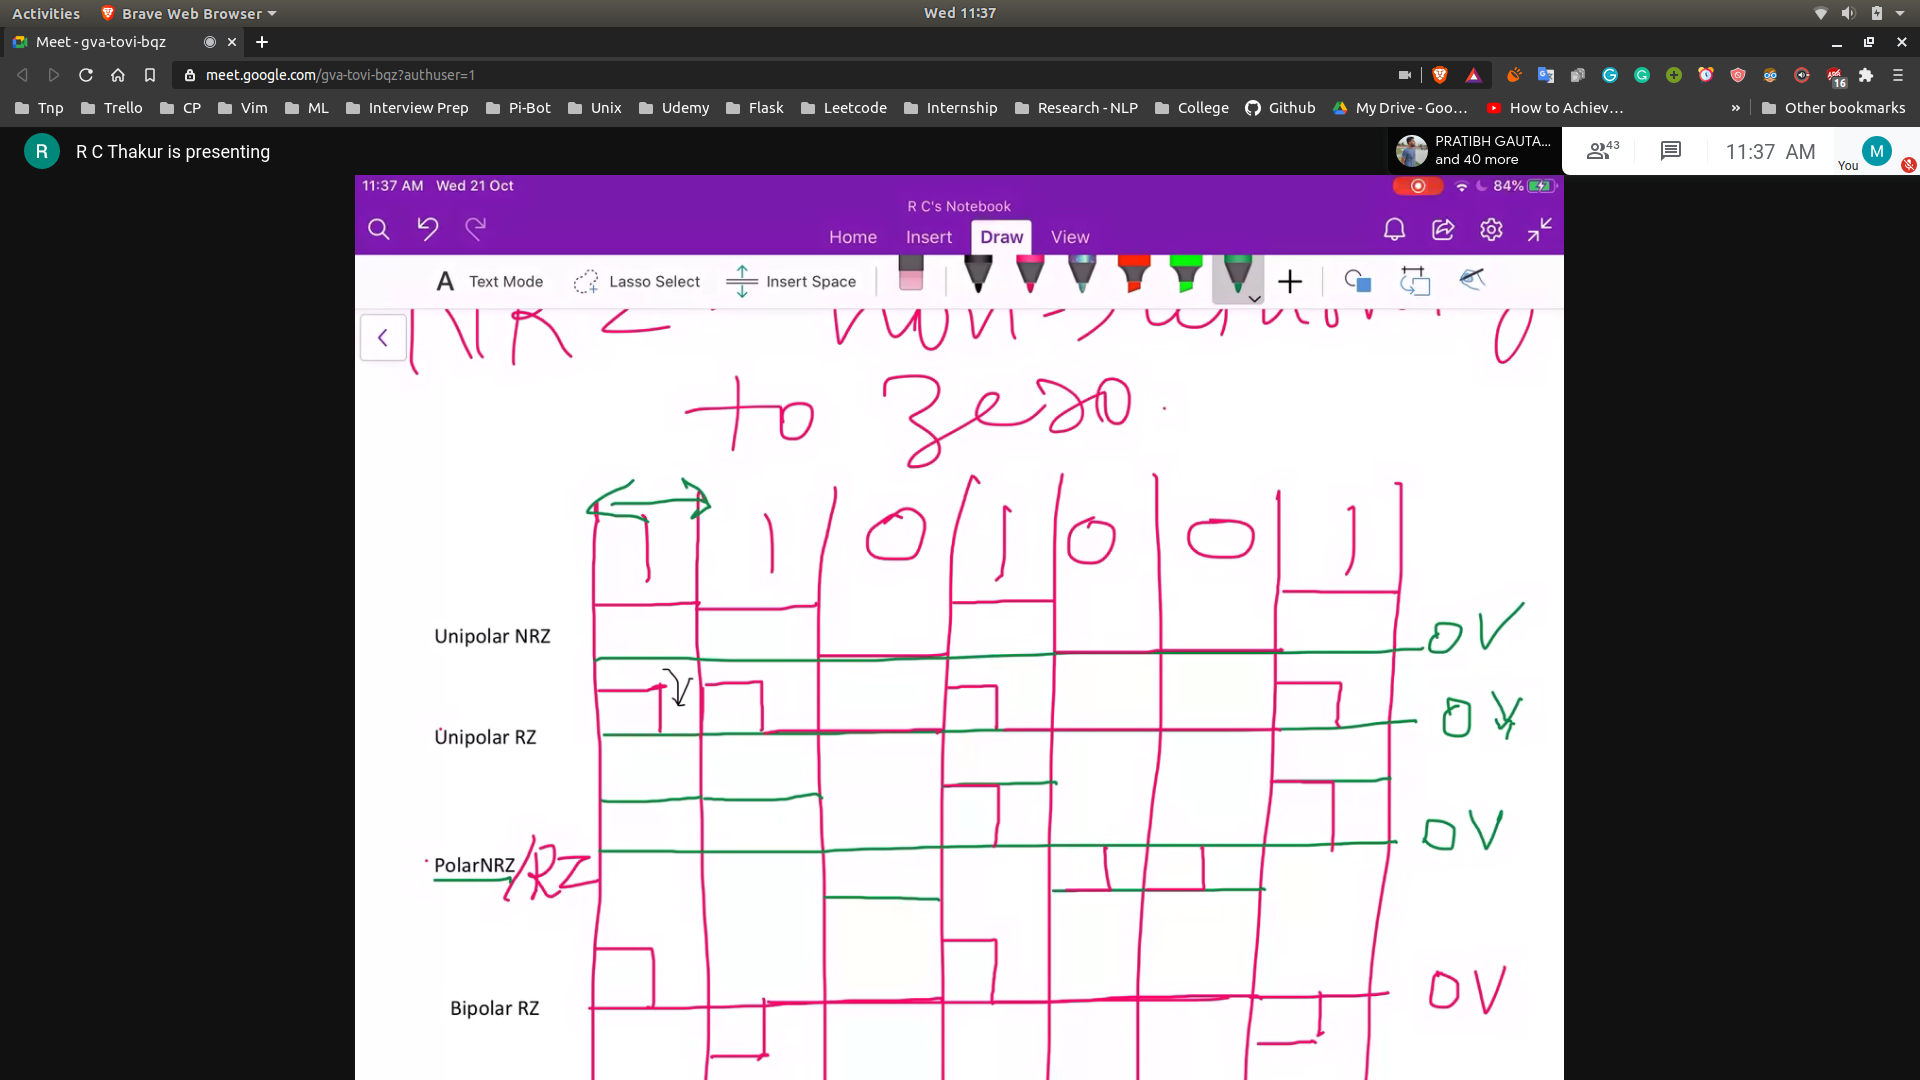 Activities Brave Web Browser Wed 11:37
Meet - gva-tovi-bqz
meet.google.com/gva-tovi-bqz?authuser=1
16
Tnp Trello CP Vim ML Interview Prep Pi-Bot Unix Udemy Flask Leetcode Internship Research - NLP College Github My Drive - Goo... How to Achiev... » Other bookmarks
R R C Thakur is presenting
PRATIBH GAUTA...
and 40 more
43
11:37 AM
You M
11:37 AM Wed 21 Oct 84%
R C's Notebook
Home Insert Draw View
A Text Mode Lasso Select Insert Space
NRZ - Non-returning
to zero.
1 1 0 1 0 0 1
Unipolar NRZ 0V
Unipolar RZ 0V
PolarNRZ/RZ 0V
Bipolar RZ 0V